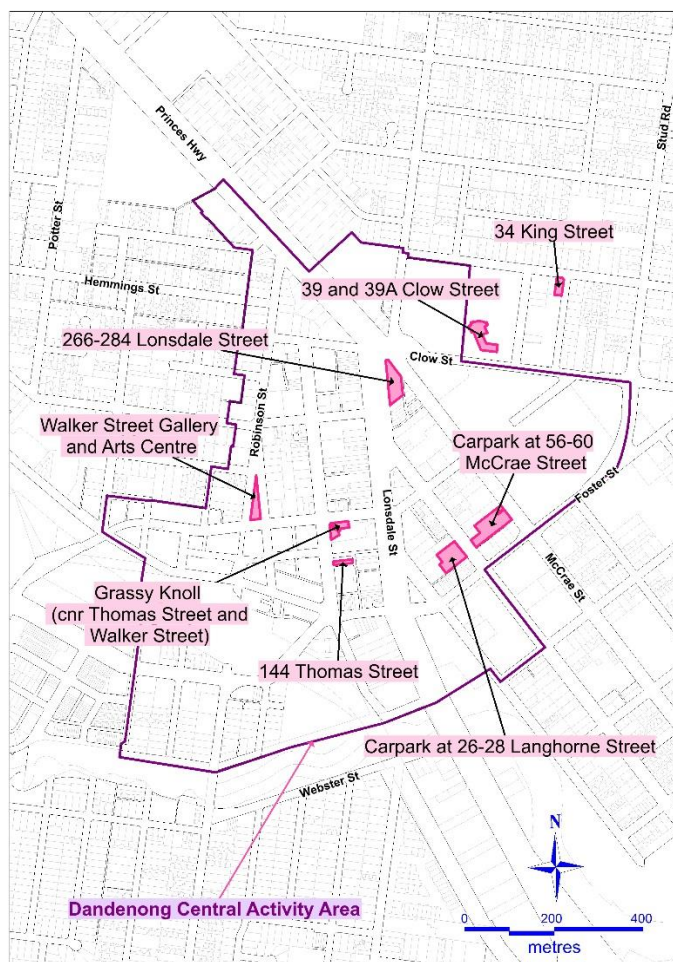 Princes Hwy
Stud Rd
Potter St
34 King Street
Hemmings St
39 and 39A Clow Street
266-284 Lonsdale Street
Clow St
Robinson St
Walker Street Gallery
and Arts Centre
Carpark at 56-60
McCrae Street
Foster St
Lonsdale St
McCrae St
Grassy Knoll
(cnr Thomas Street and
Walker Street)
144 Thomas Street
Carpark at 26-28 Langhorne Street
Webster St
N
Dandenong Central Activity Area
0 200 400
metres